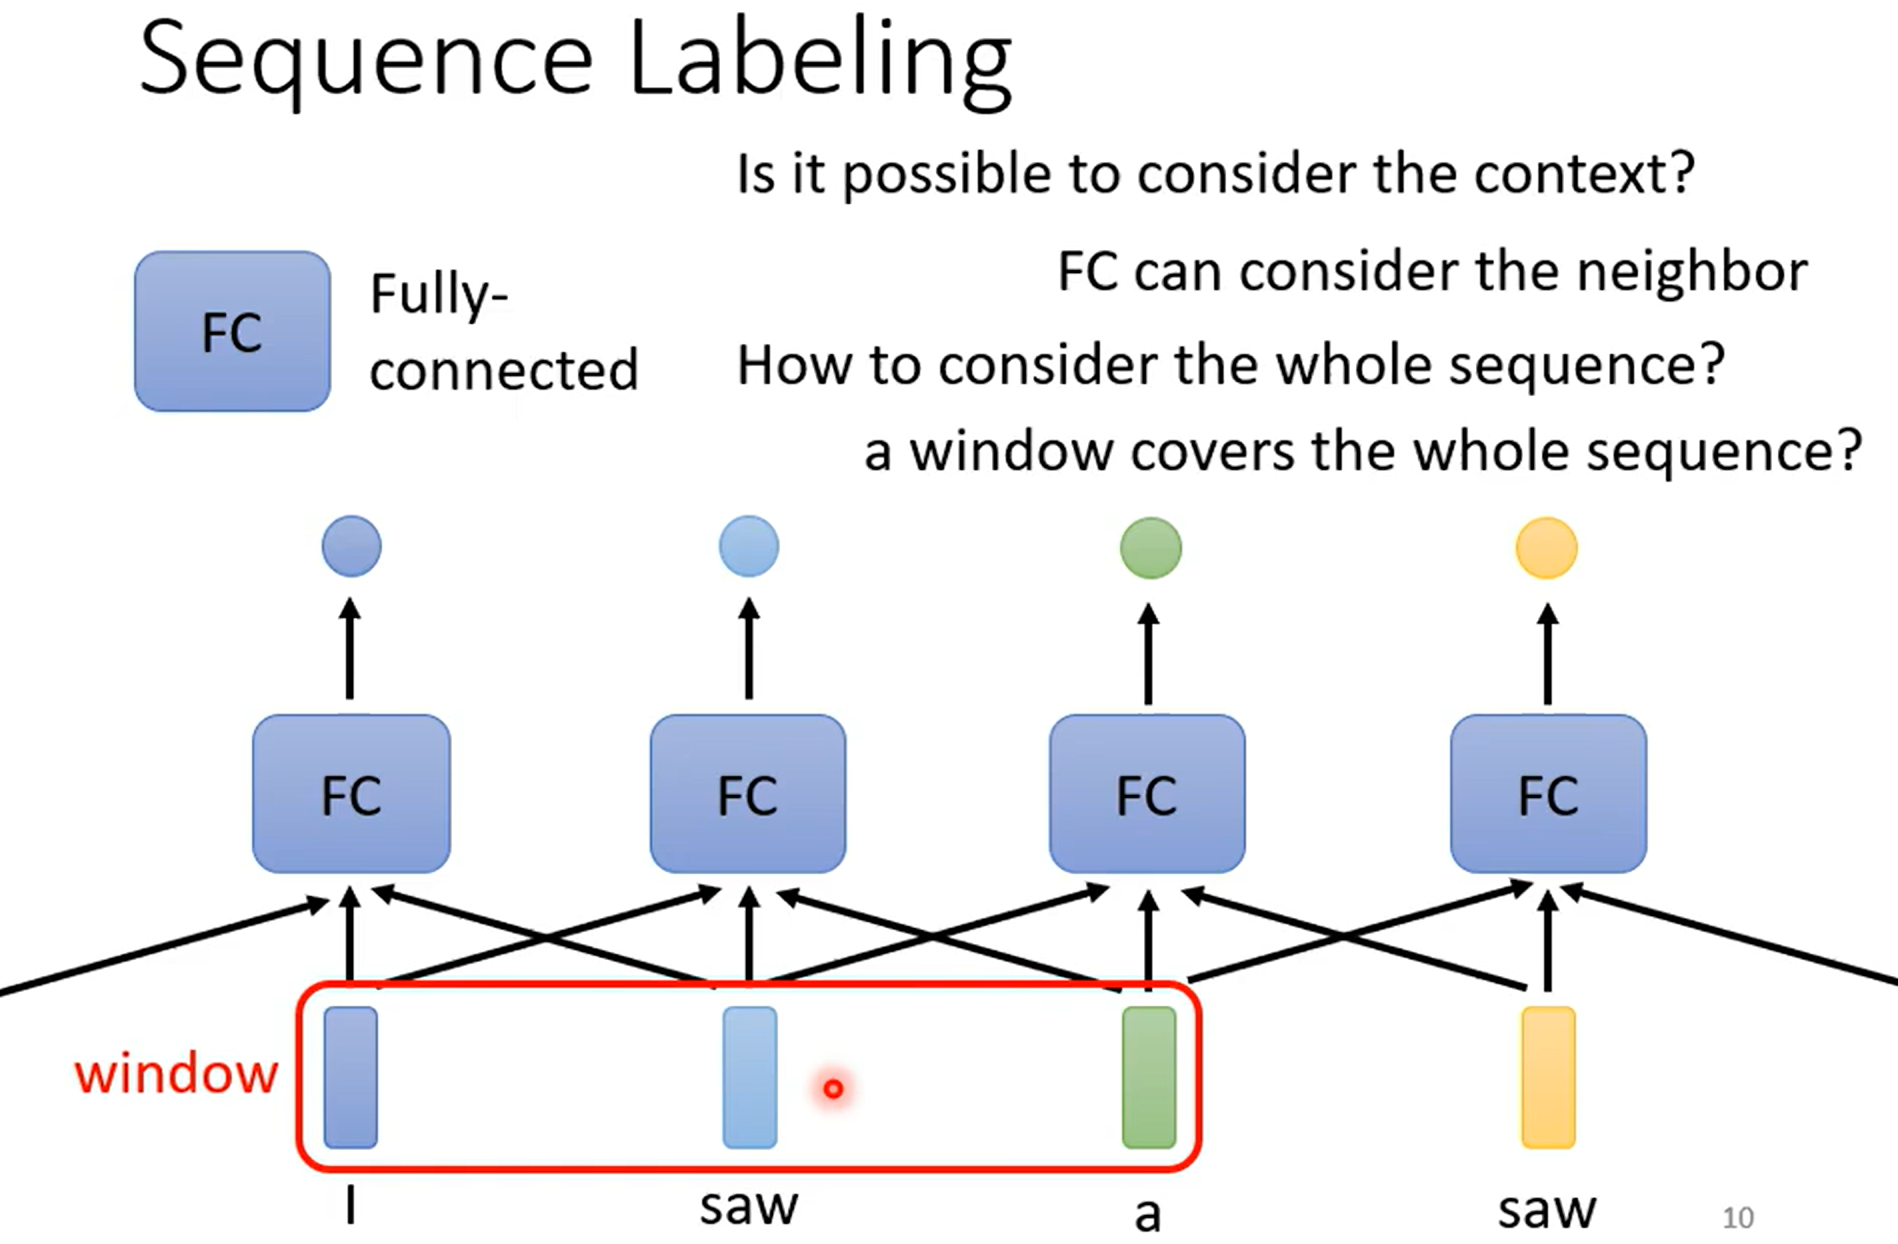 Sequence Labeling
Is it possible to consider the context?
FC can consider the neighbor
FC
Fully-
connected
How to consider the whole sequence?
a window covers the whole sequence?
FC
FC
FC
FC
window
I
saw
a
saw
10